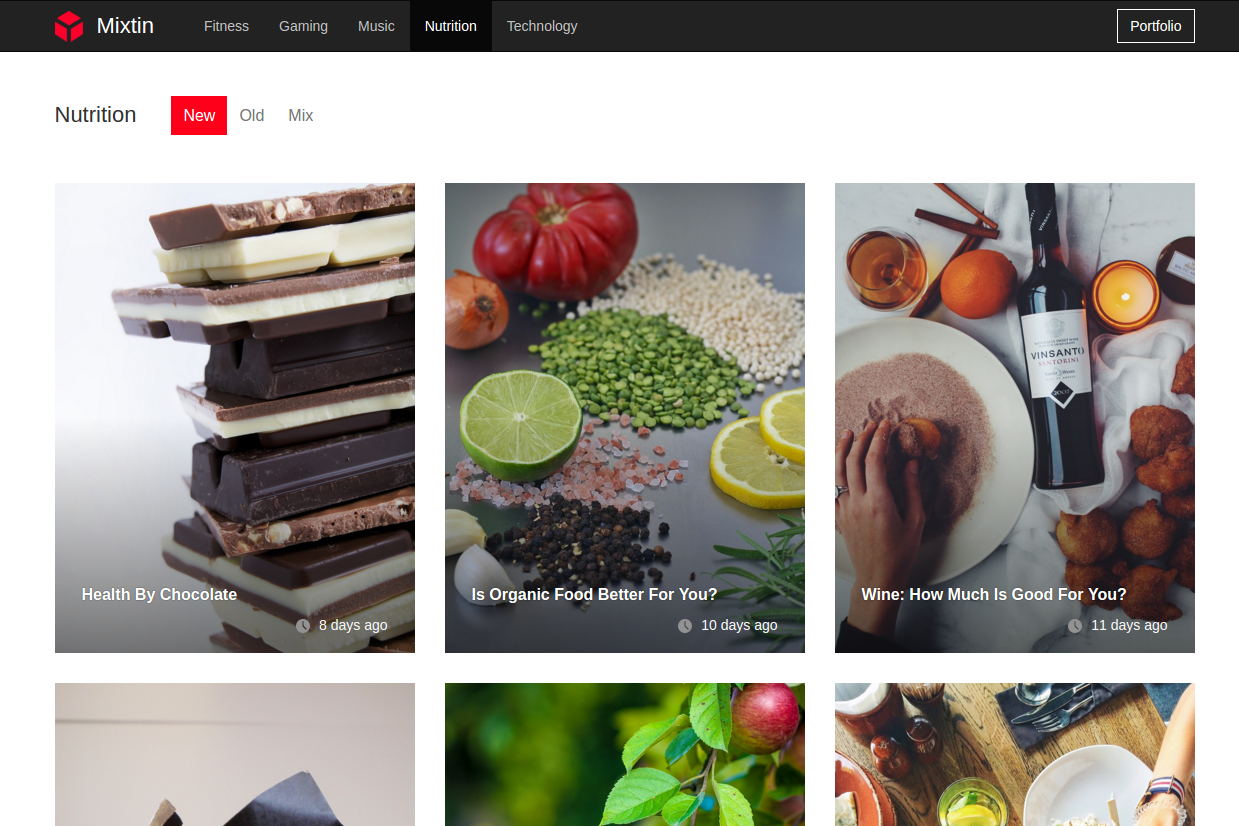 Mixtin
Fitness
Gaming
Music
Nutrition
Technology
Portfolio
Nutrition
New
Old
Mix
VINSANTO
SANTORINI
Health By Chocolate
8 days ago
Is Organic Food Better For You?
10 days ago
Wine: How Much Is Good For You?
11 days ago